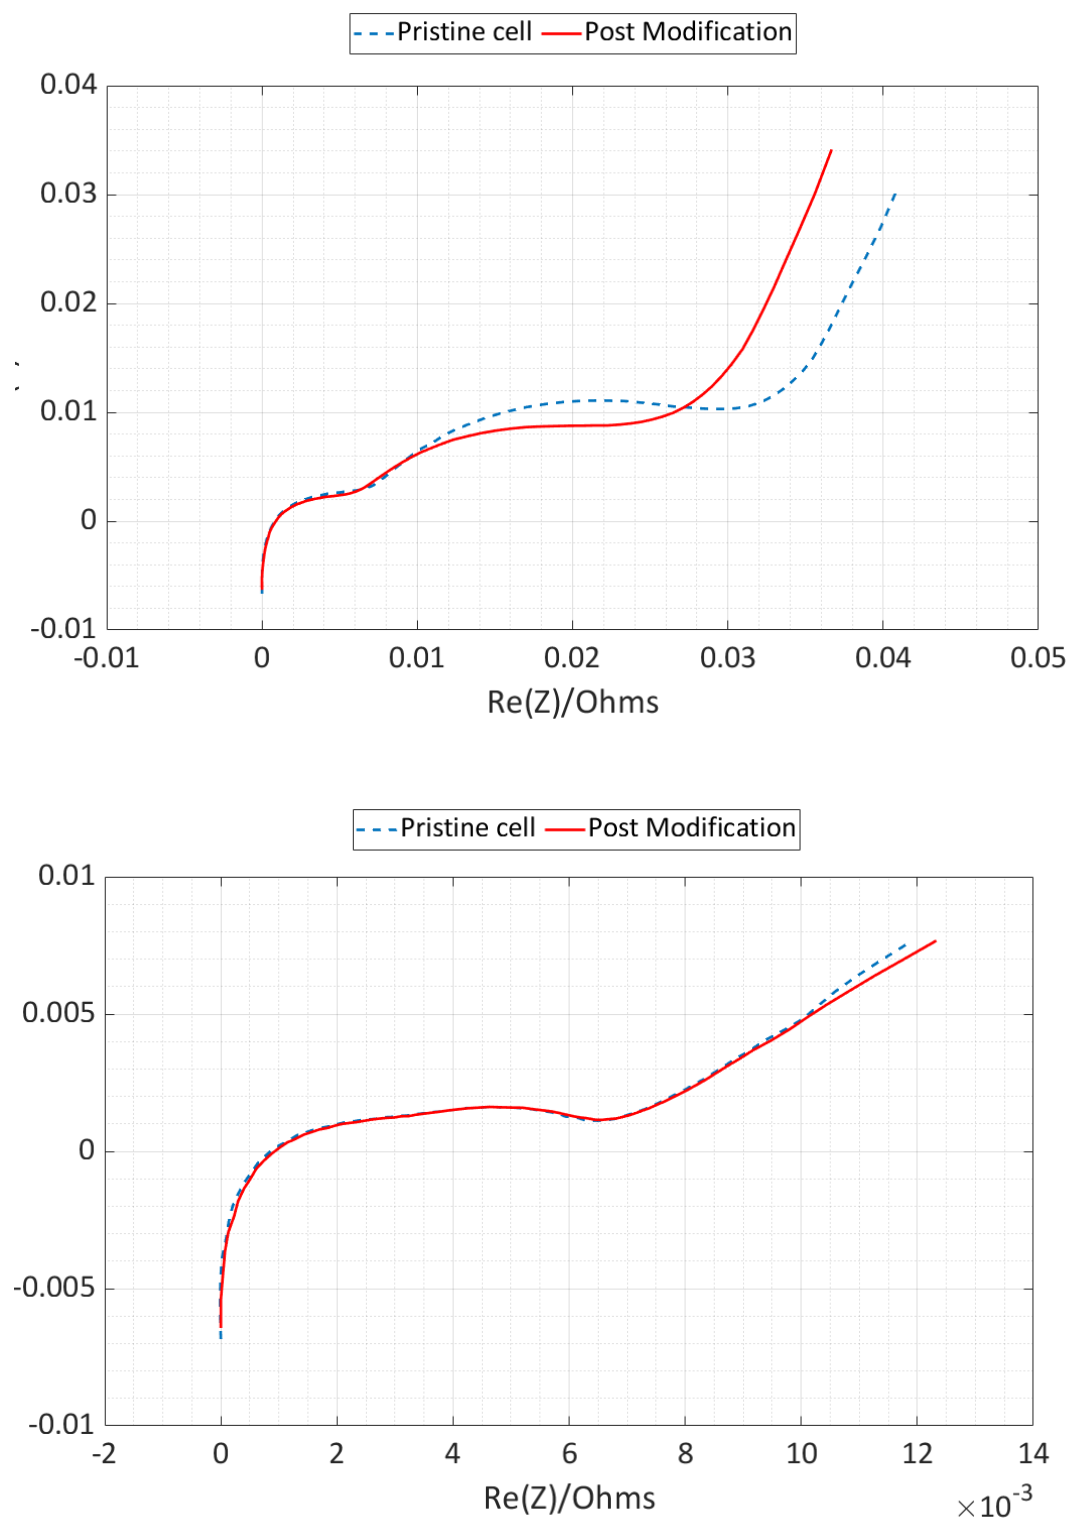 Pristine cell Post Modification
0.04
0.03
0.02
0.01
0
-0.01
-0.01 0 0.01 0.02 0.03 0.04 0.05
Re(Z)/Ohms
Pristine cell Post Modification
0.01
0.005
0
-0.005
-0.01
-2 0 2 4 6 8 10 12 14
Re(Z)/Ohms
×10⁻³